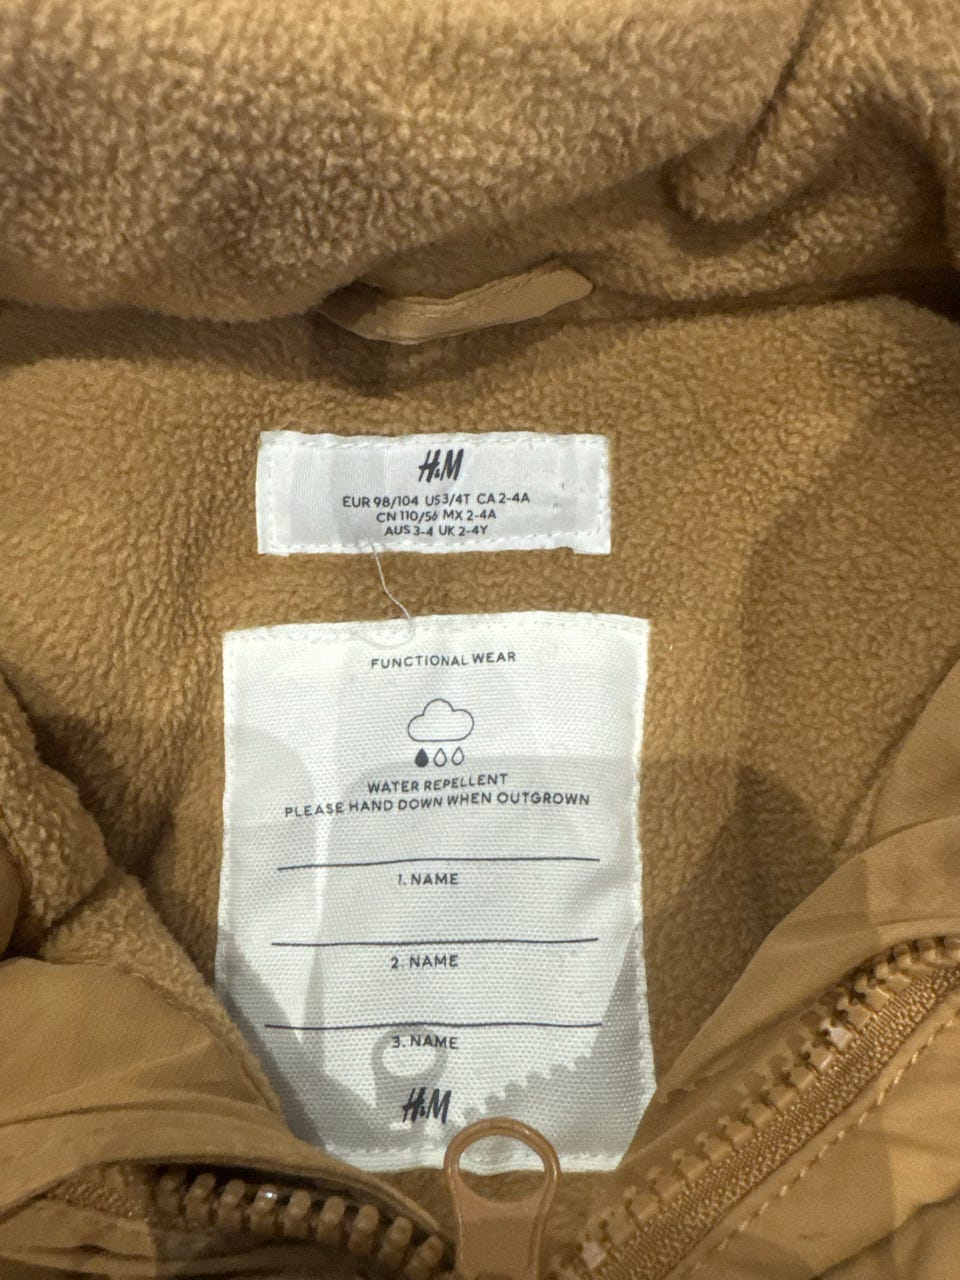 H&M
EUR 98/104 US 3/4T CA 2-4A
CN 110/56 MX 2-4A
AUS 3-4 UK 2-4Y
FUNCTIONAL WEAR
WATER REPELLENT
PLEASE HAND DOWN WHEN OUTGROWN
1. NAME
2. NAME
3. NAME
H&M